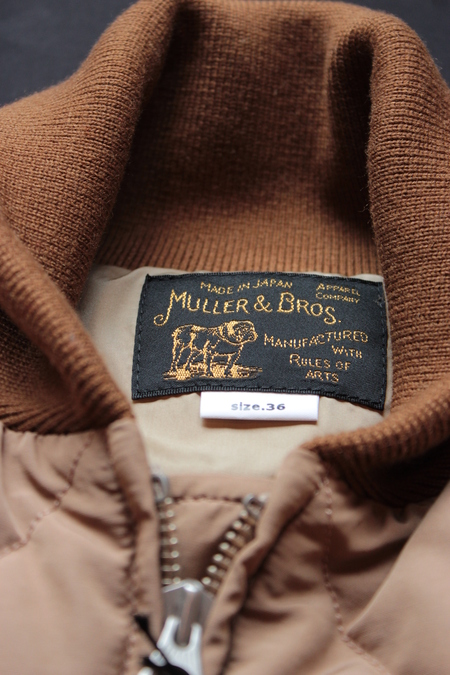 MADE IN JAPAN
APPAREL
COMPANY
MULLER & BROS.
MANUFACTURED
WITH
RULES OF
ARTS
size.36